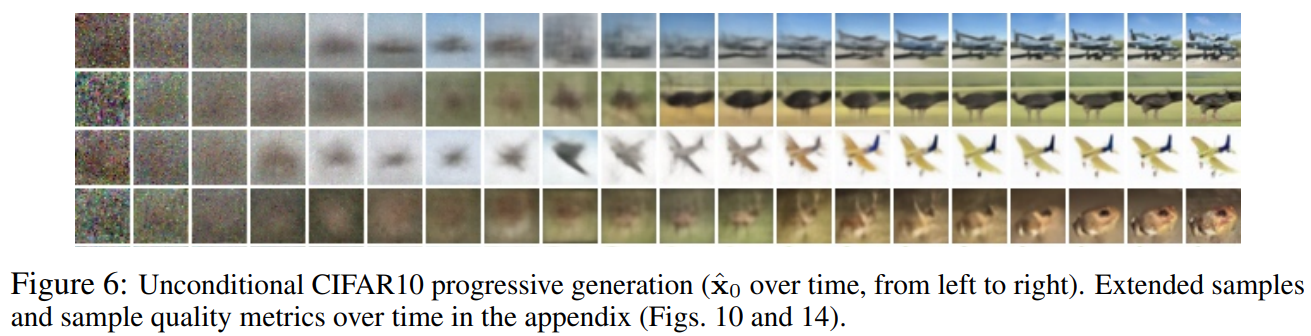 Figure 6: Unconditional CIFAR10 progressive generation (x̂₀ over time, from left to right). Extended samples
and sample quality metrics over time in the appendix (Figs. 10 and 14).